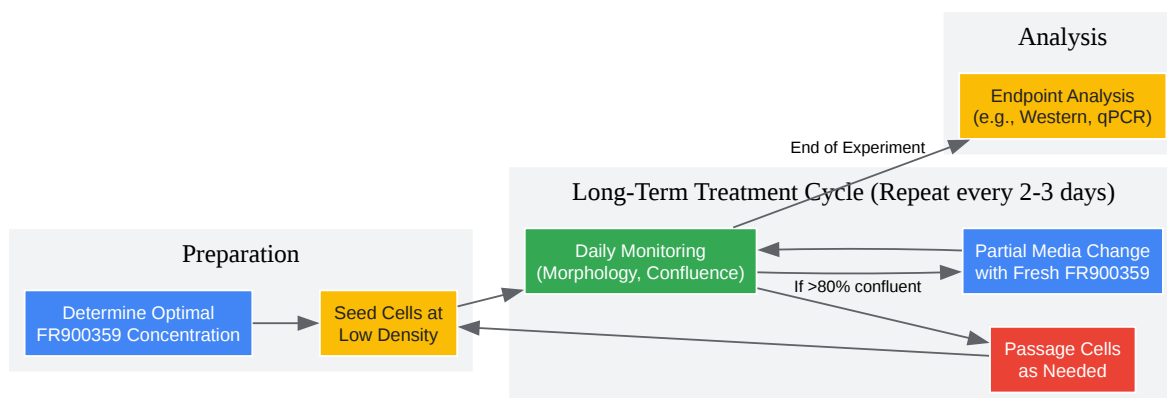 Analysis
Endpoint Analysis
(e.g., Western, qPCR)
End of Experiment
Long-Term Treatment Cycle (Repeat every 2-3 days)
Preparation
Daily Monitoring
(Morphology, Confluence)
Partial Media Change
with Fresh FR900359
If >80% confluent
Determine Optimal
FR900359 Concentration
Seed Cells at
Low Density
Passage Cells
as Needed